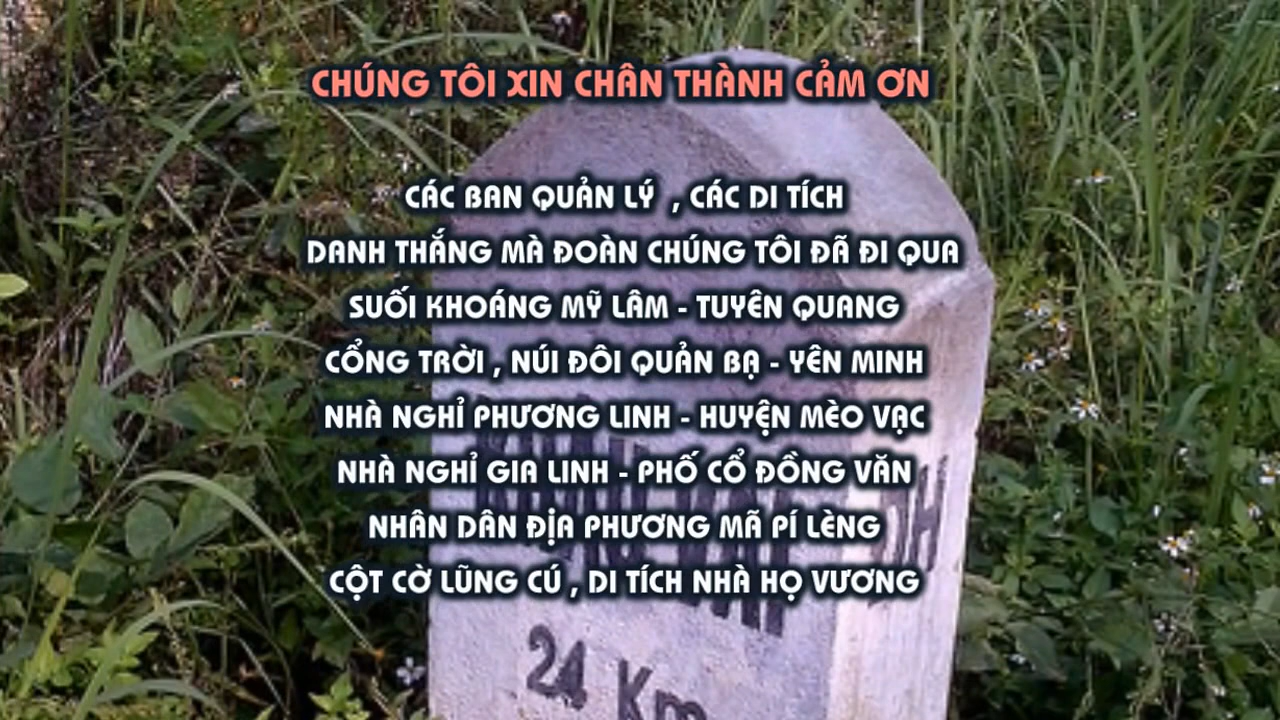 CHÚNG TÔI XIN CHÂN THÀNH CẢM ƠN
CÁC BAN QUẢN LÝ , CÁC DI TÍCH
DANH THẮNG MÀ ĐOÀN CHÚNG TÔI ĐÃ ĐI QUA
SUỐI KHOÁNG MỸ LÂM - TUYÊN QUANG
CỔNG TRỜI , NÚI ĐÔI QUẢN BẠ - YÊN MINH
NHÀ NGHỈ PHƯƠNG LINH - HUYỆN MÈO VẠC
NHÀ NGHỈ GIA LINH - PHỐ CỔ ĐỒNG VĂN
NHÂN DÂN ĐỊA PHƯƠNG MÃ PÍ LÈNG
CỘT CỜ LŨNG CÚ , DI TÍCH NHÀ HỌ VƯƠNG
24 Km